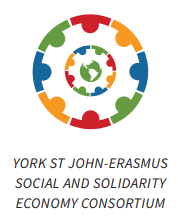 YORK ST JOHN-ERASMUS
SOCIAL AND SOLIDARITY
ECONOMY CONSORTIUM